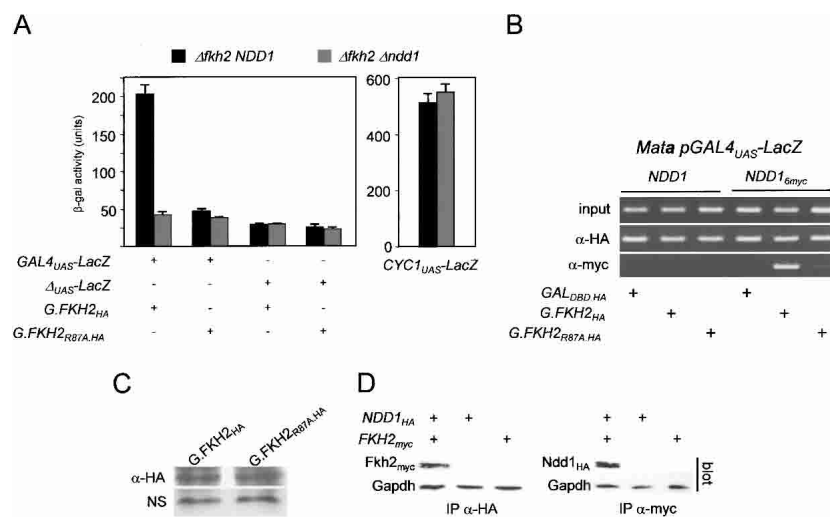 A
Δfkh2 NDD1
Δfkh2 Δndd1
β-gal activity (units)
200
150
100
50
600
400
200
0
GAL4UAS-LacZ + + - -
CYC1UAS-LacZ
ΔUAS-LacZ - - + +
G.FKH2HA + - + -
G.FKH2R87A.HA - + - +
B
Mata pGAL4UAS-LacZ
NDD1 NDD16myc
input
α-HA
α-myc
GALDBD.HA + +
G.FKH2HA + +
G.FKH2R87A.HA + +
C
G.FKH2HA
G.FKH2R87A.HA
α-HA
NS
D
NDD1HA + + + +
FKH2myc + + + +
Fkh2myc
Gapdh
IP α-HA
Ndd1HA
Gapdh
IP α-myc
blot